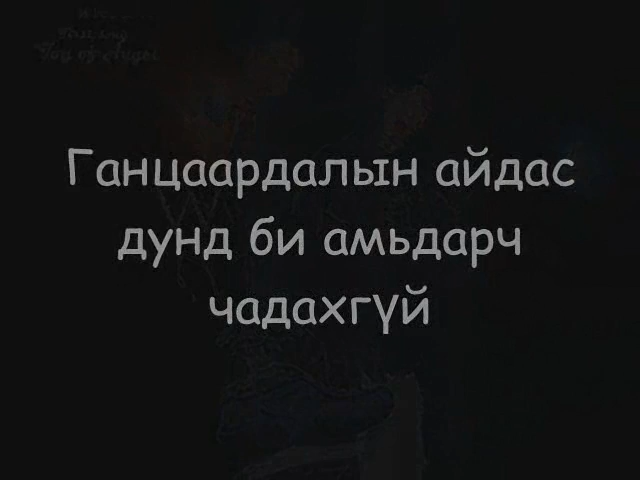 Ганцаардалын айдас
дунд би амьдарч
чадахгүй